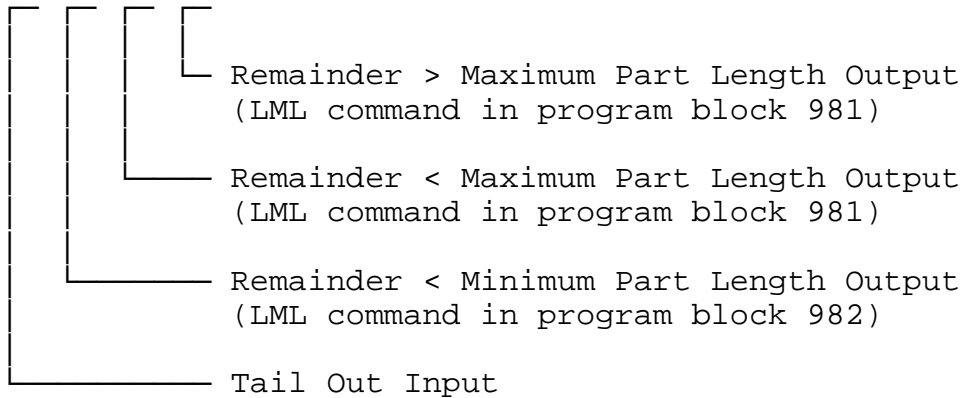 Remainder > Maximum Part Length Output
(LML command in program block 981)
Remainder < Maximum Part Length Output
(LML command in program block 981)
Remainder < Minimum Part Length Output
(LML command in program block 982)
Tail Out Input